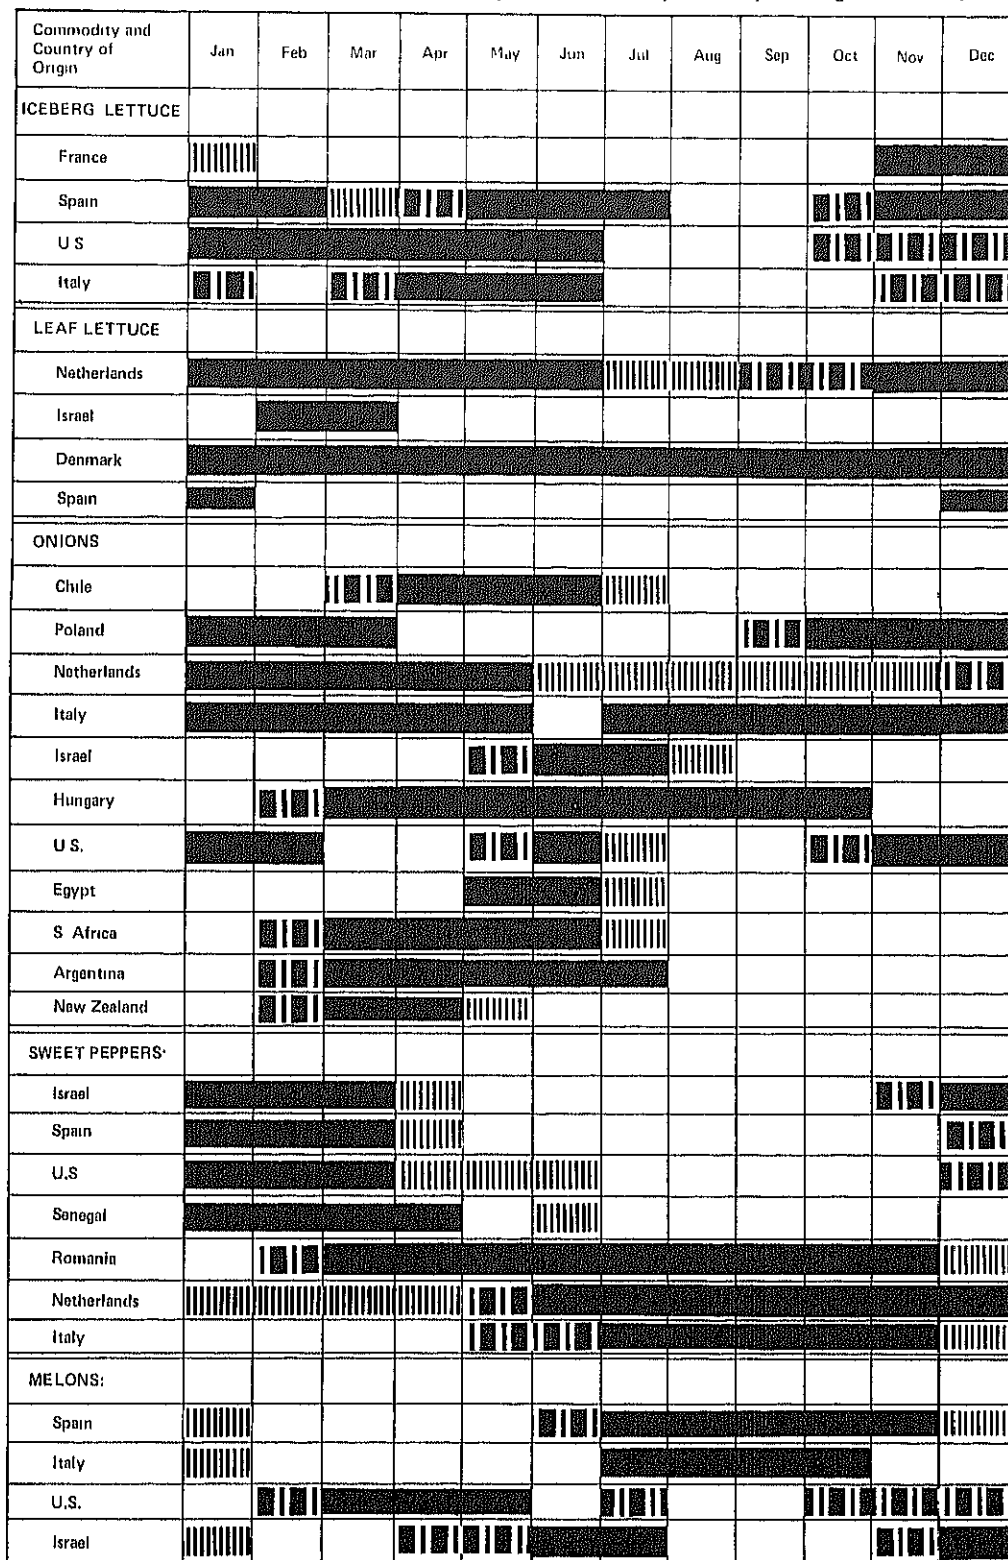 Commodity and
Country of
Origin
Jan Feb Mar Apr May Jun Jul Aug Sep Oct Nov Dec
ICEBERG LETTUCE
France
Spain
U S
Italy
LEAF LETTUCE
Netherlands
Israel
Denmark
Spain
ONIONS
Chile
Poland
Netherlands
Italy
Israel
Hungary
U S.
Egypt
S Africa
Argentina
New Zealand
SWEET PEPPERS:
Israel
Spain
U.S
Senegal
Romania
Netherlands
Italy
MELONS:
Spain
Italy
U.S.
Israel